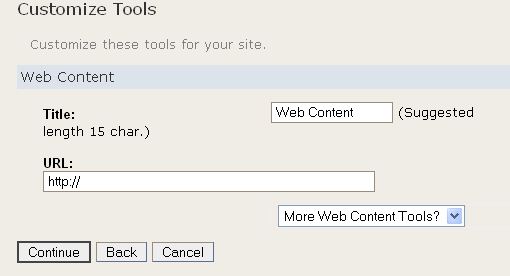 Customize Tools
Customize these tools for your site.
Web Content
Title: Web Content (Suggested
length 15 char.)
URL:
http://
More Web Content Tools?
Continue Back Cancel